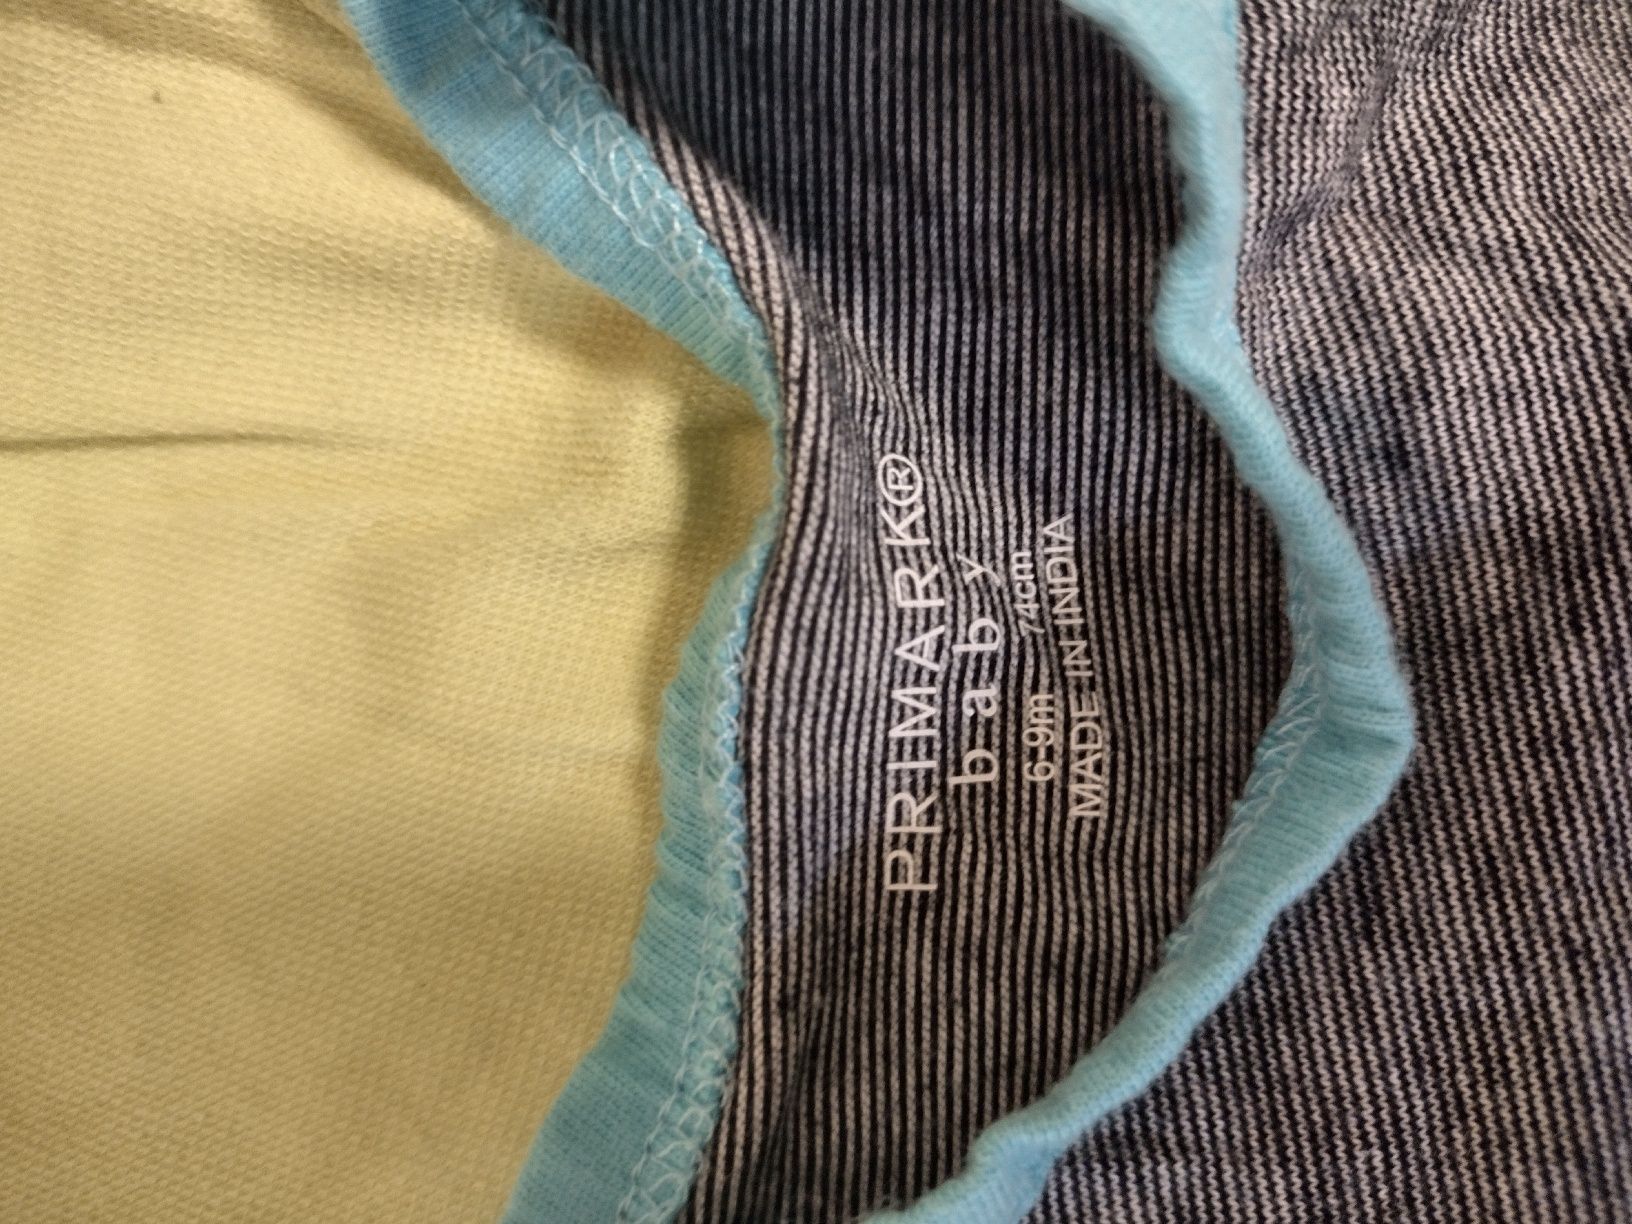 PRIMARK®
baby
6-9m 74cm
MADE IN INDIA